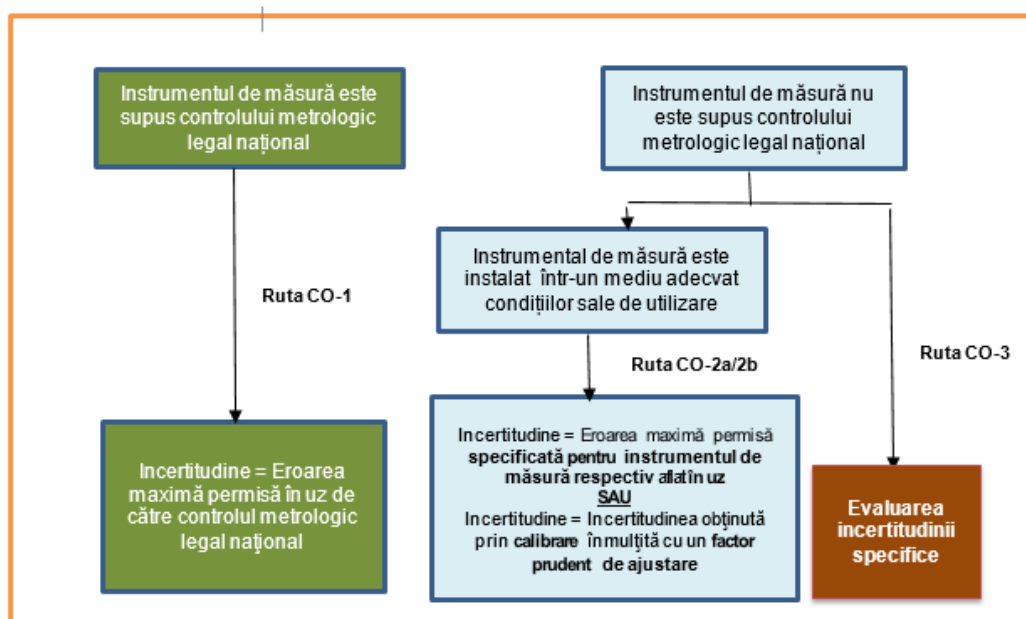 Instrumentul de măsură este
supus controlului metrologic
legal național
Instrumentul de măsură nu
este supus controlului
metrologic legal național
Instrumental de măsură este
instalat într-un mediu adecvat
condițiilor sale de utilizare
Ruta CO-1
Ruta CO-2a/2b
Ruta CO-3
Incertitudine = Eroarea
maximă permisă în uz de
către controlul metrologic
legal național
Incertitudine = Eroarea maximă permisă
specificată pentru instrumentul de
măsură respectiv aflat în uz
SAU
Incertitudine = Incertitudinea obținută
prin calibrare înmulțită cu un factor
prudent de ajustare
Evaluarea
incertitudinii
specifice